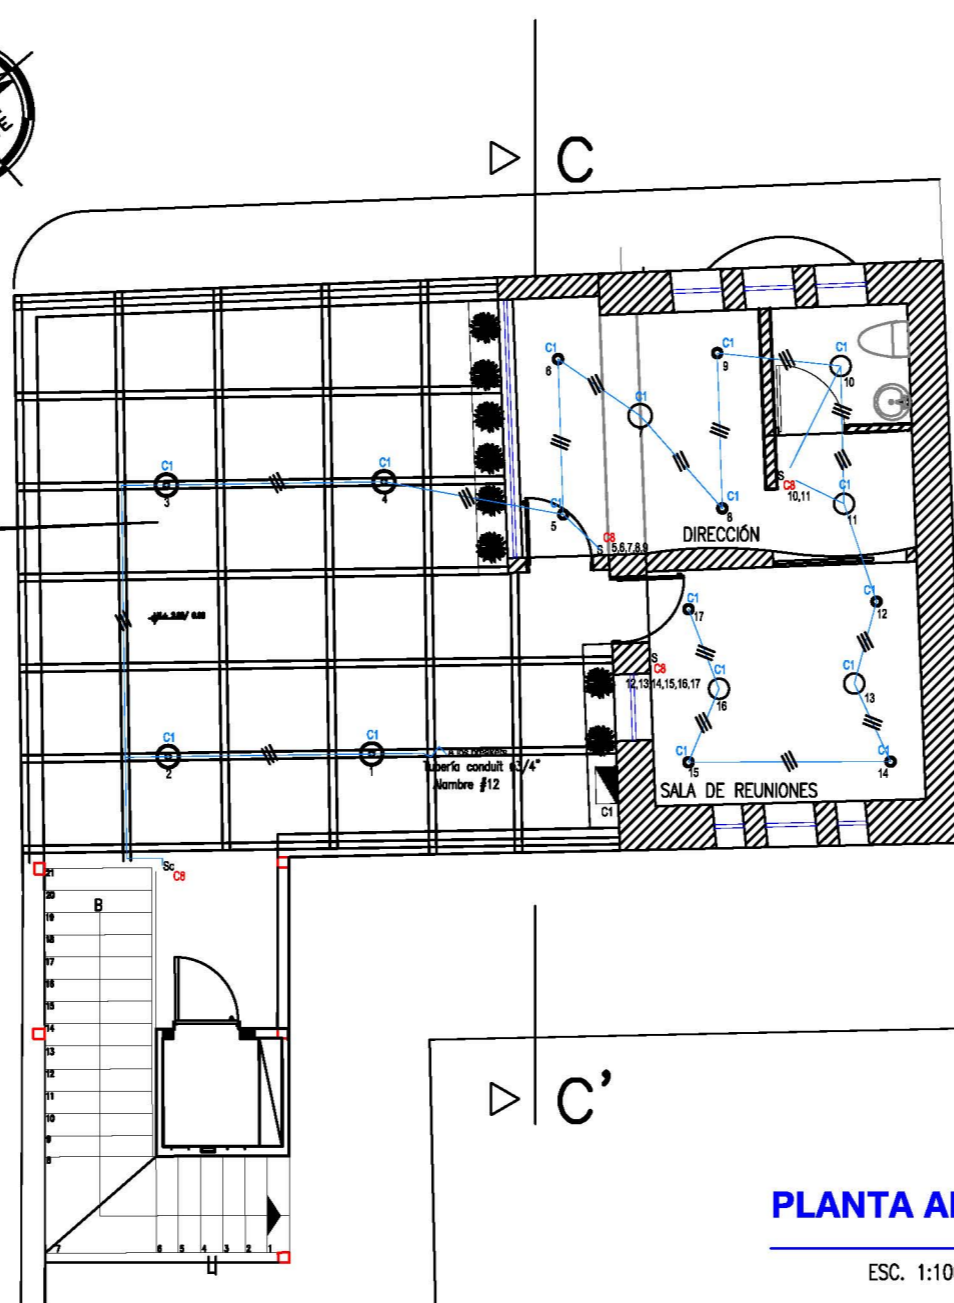 C
C1
6
C1
C1
9
C1
10
S
C8
10,11
C1
11
C1
3
C1
4
C1
5
C8
S
5,6,7,8,9
C1
8
DIRECCIÓN
C1
17
C1
12
S
C8
12,13,14,15,16,17
C1
16
C1
13
C1
2
C1
1
Tubería conduit ø3/4"
Alambre #12
C1
15
C1
14
SALA DE REUNIONES
C1
Sc
C8
21
20
19
18
17
16
15
14
13
12
11
10
9
8
B
7
6
5
4
3
2
1
C'
PLANTA
ESC. 1:10